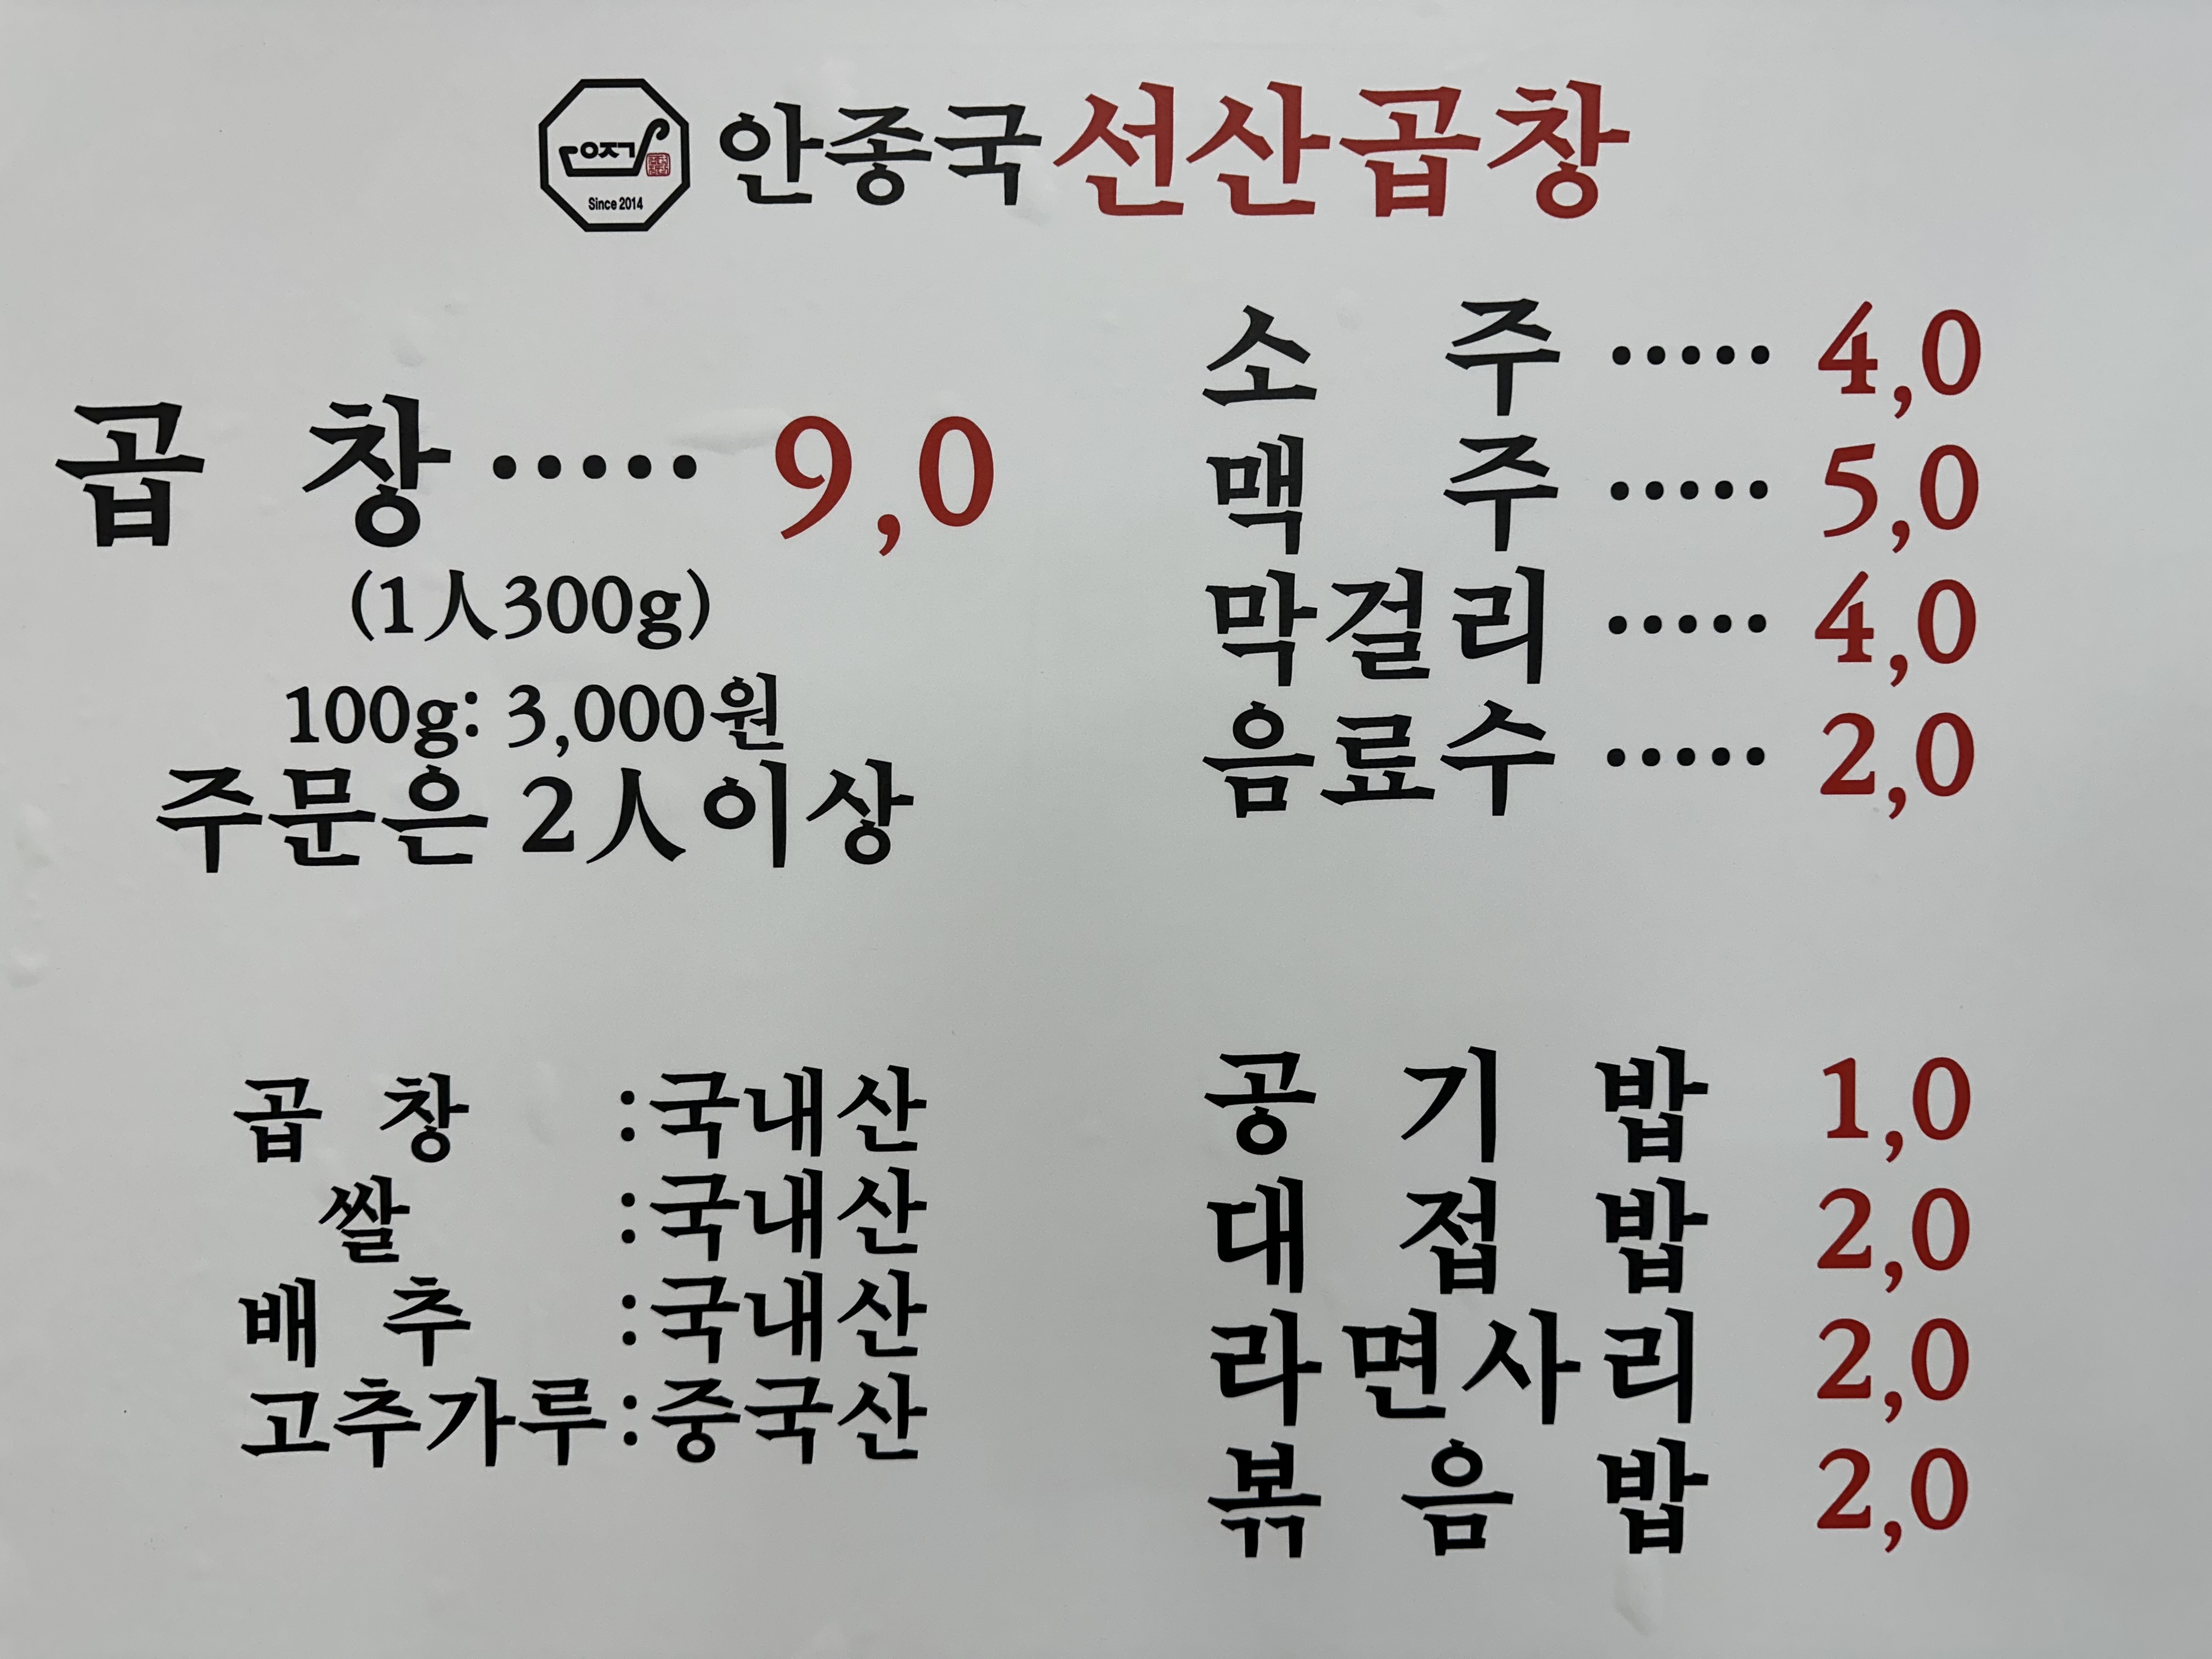 Since 2014
안종국선산곱창
곱 창 ····· 9,0
(1人300g)
100g: 3,000원
주문은 2人이상
소 주 ····· 4,0
맥 주 ····· 5,0
막걸리 ····· 4,0
음료수 ····· 2,0
곱 창 :국내산
쌀 :국내산
배 추 :국내산
고추가루:중국산
공 기 밥 1,0
대 접 밥 2,0
라면사리 2,0
볶 음 밥 2,0